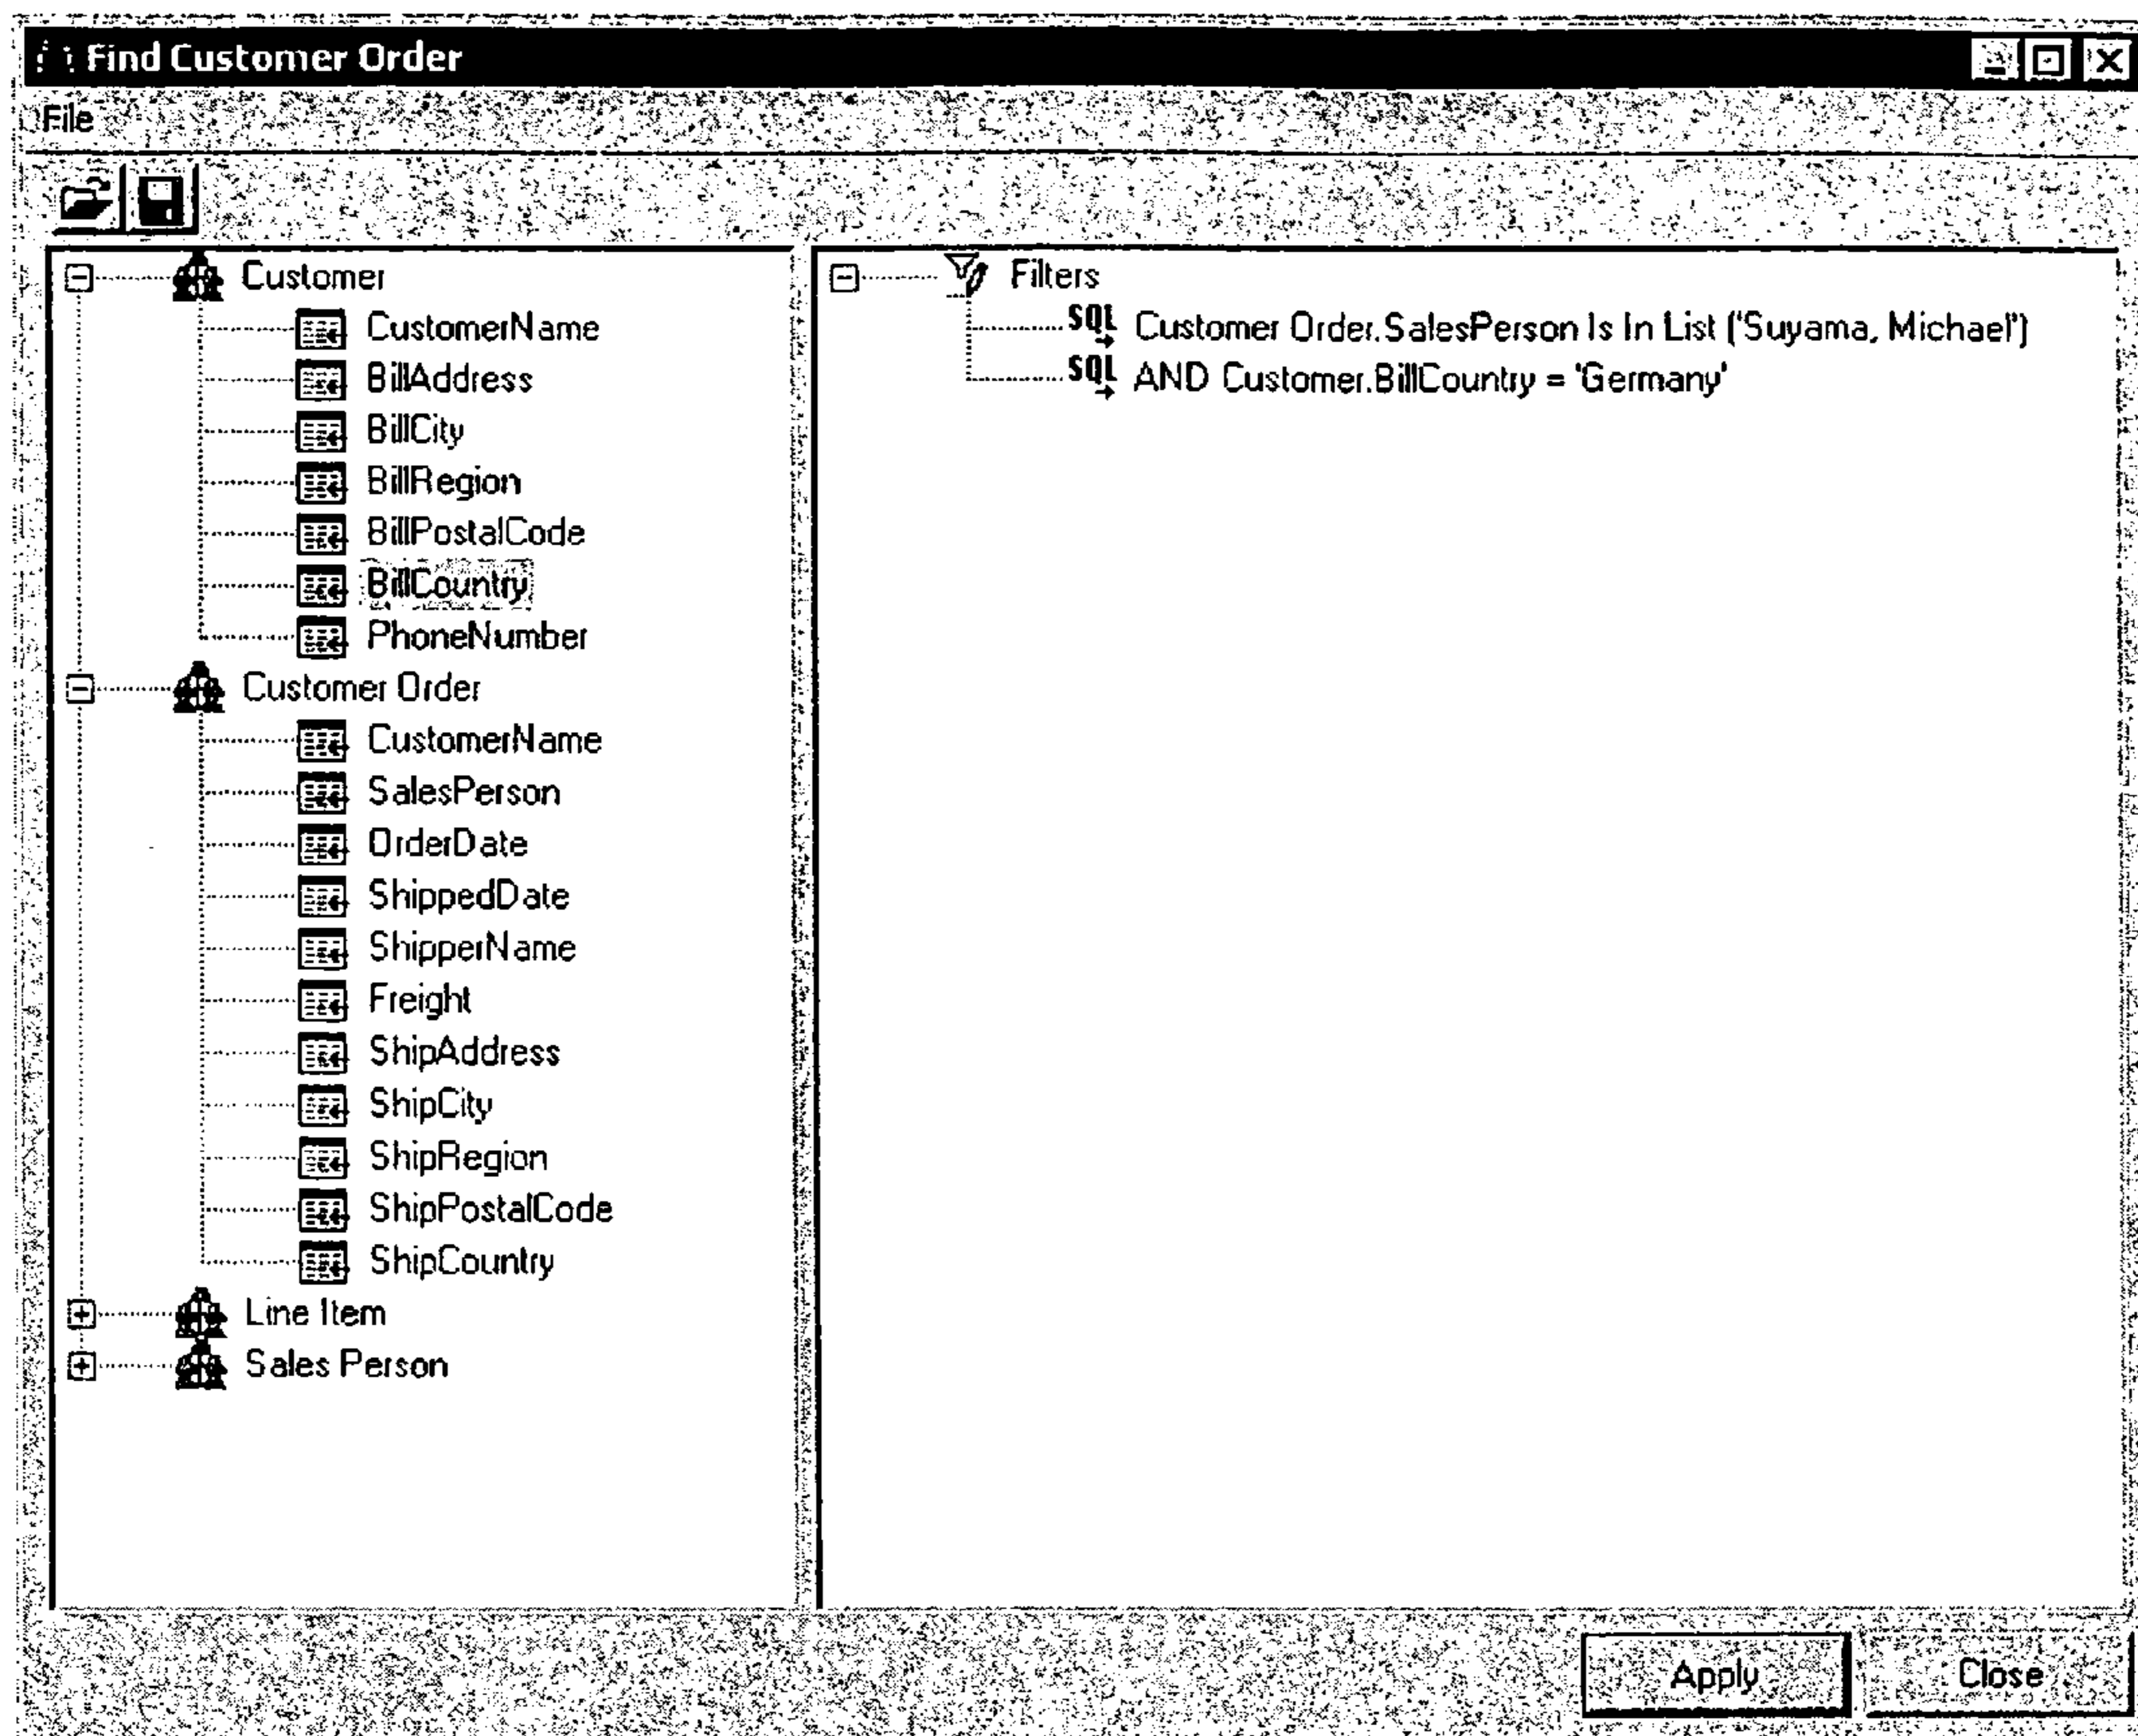 Find Customer Order
File
Customer
CustomerName
BillAddress
BillCity
BillRegion
BillPostalCode
BillCountry
PhoneNumber
Customer Order
CustomerName
SalesPerson
OrderDate
ShippedDate
ShipperName
Freight
ShipAddress
ShipCity
ShipRegion
ShipPostalCode
ShipCountry
Line Item
Sales Person
Filters
SQL Customer Order.SalesPerson Is In List ('Suyama, Michael')
SQL AND Customer.BillCountry = 'Germany'
Apply Close